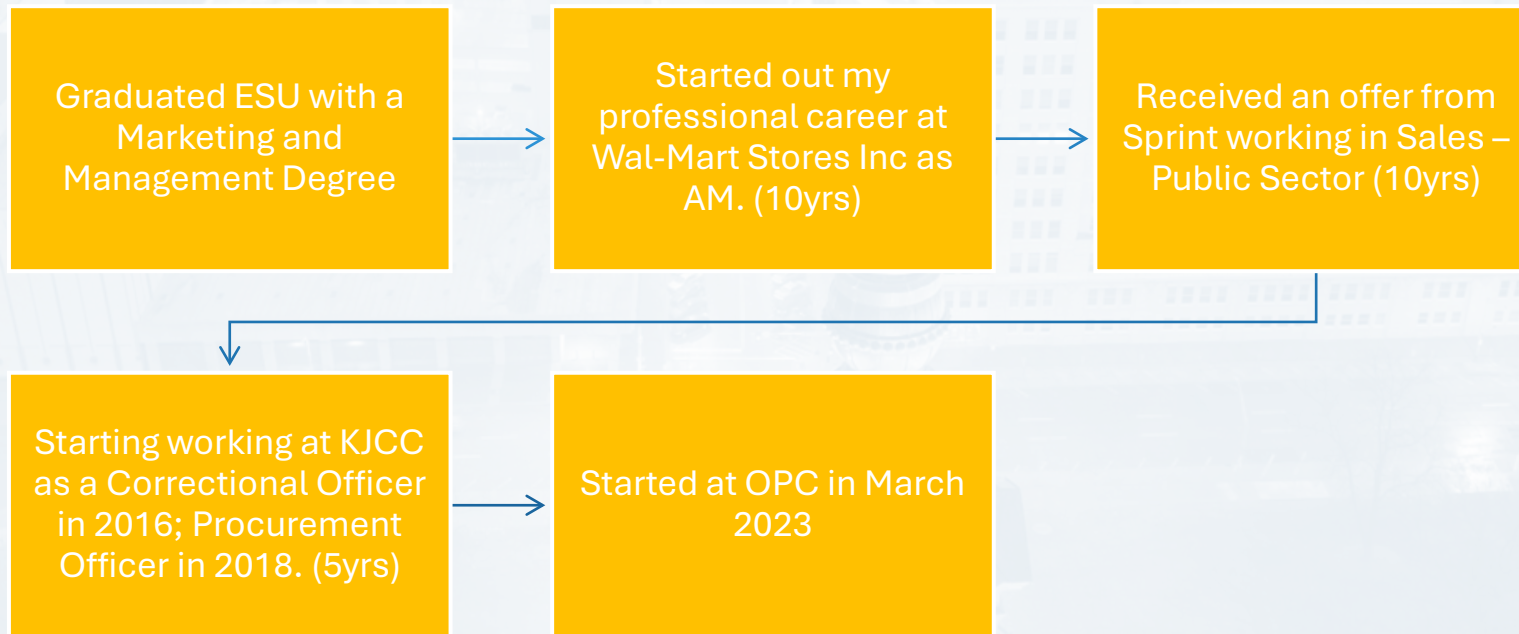 Graduated ESU with a
Marketing and
Management Degree
Started out my
professional career at
Wal-Mart Stores Inc as
AM. (10yrs)
Received an offer from
Sprint working in Sales –
Public Sector (10yrs)
Starting working at KJCC
as a Correctional Officer
in 2016; Procurement
Officer in 2018. (5yrs)
Started at OPC in March
2023